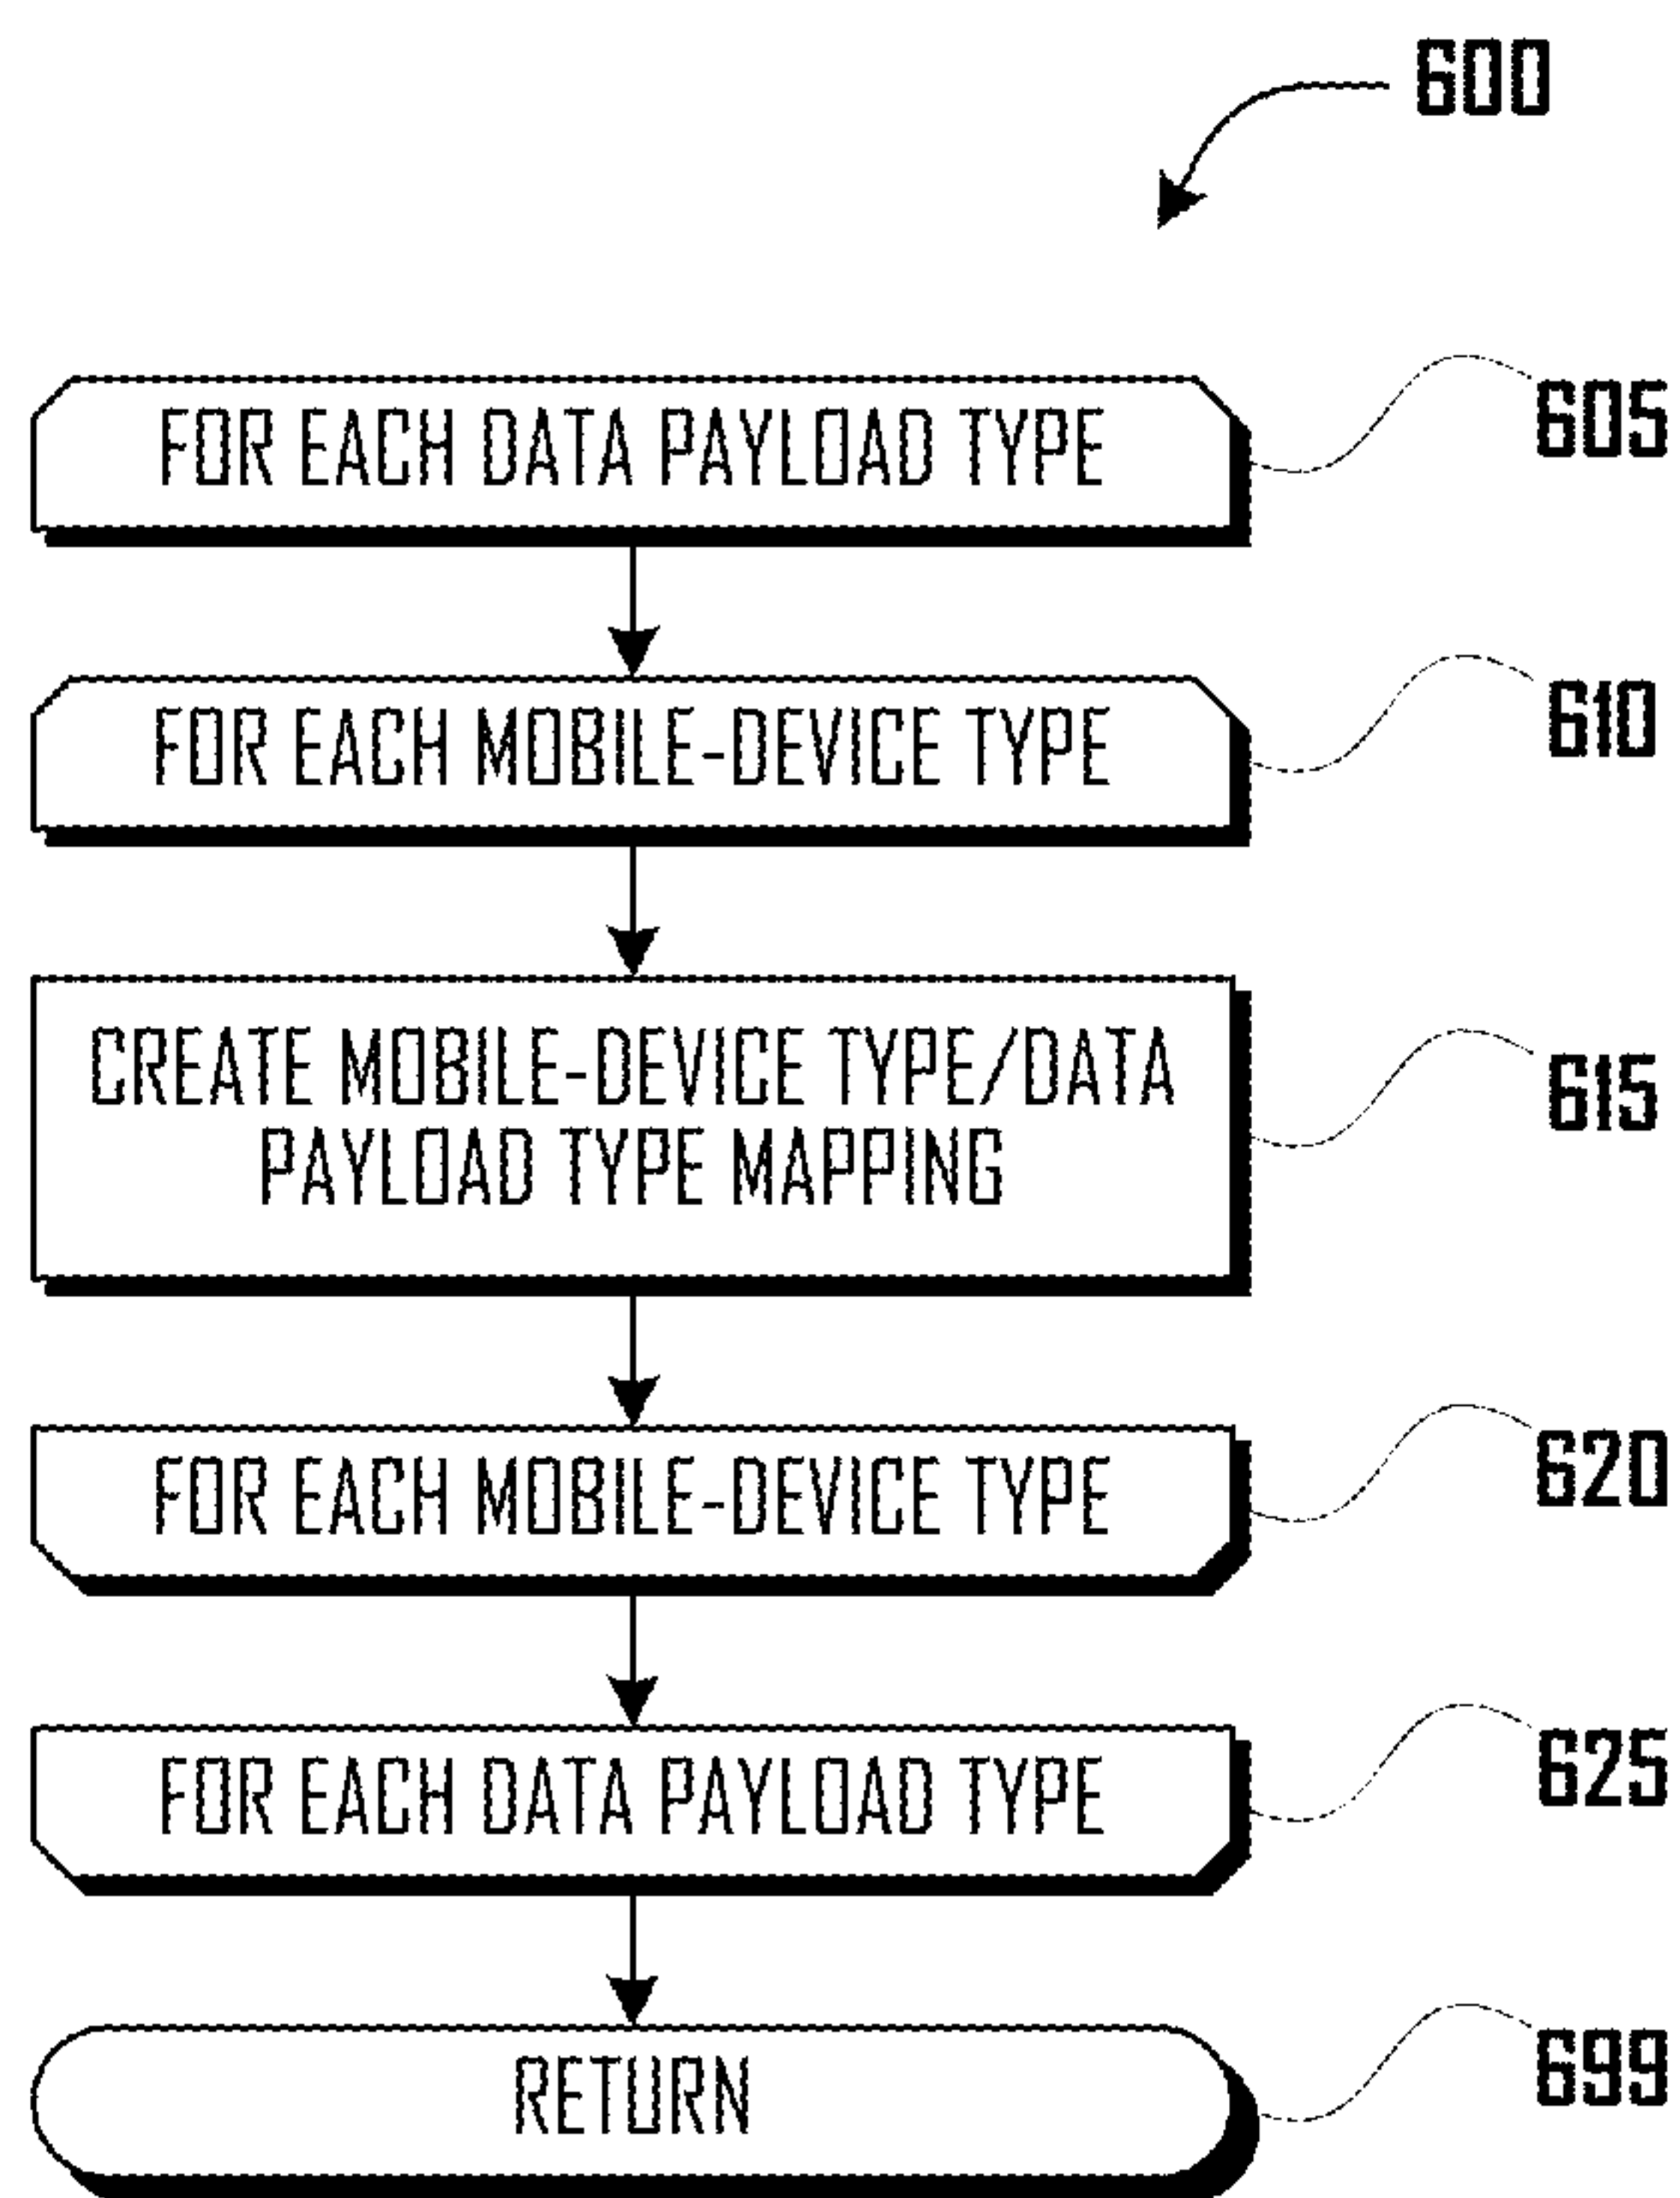 600
FOR EACH DATA PAYLOAD TYPE
605
FOR EACH MOBILE-DEVICE TYPE
610
CREATE MOBILE-DEVICE TYPE/DATA
PAYLOAD TYPE MAPPING
615
FOR EACH MOBILE-DEVICE TYPE
620
FOR EACH DATA PAYLOAD TYPE
625
RETURN
699